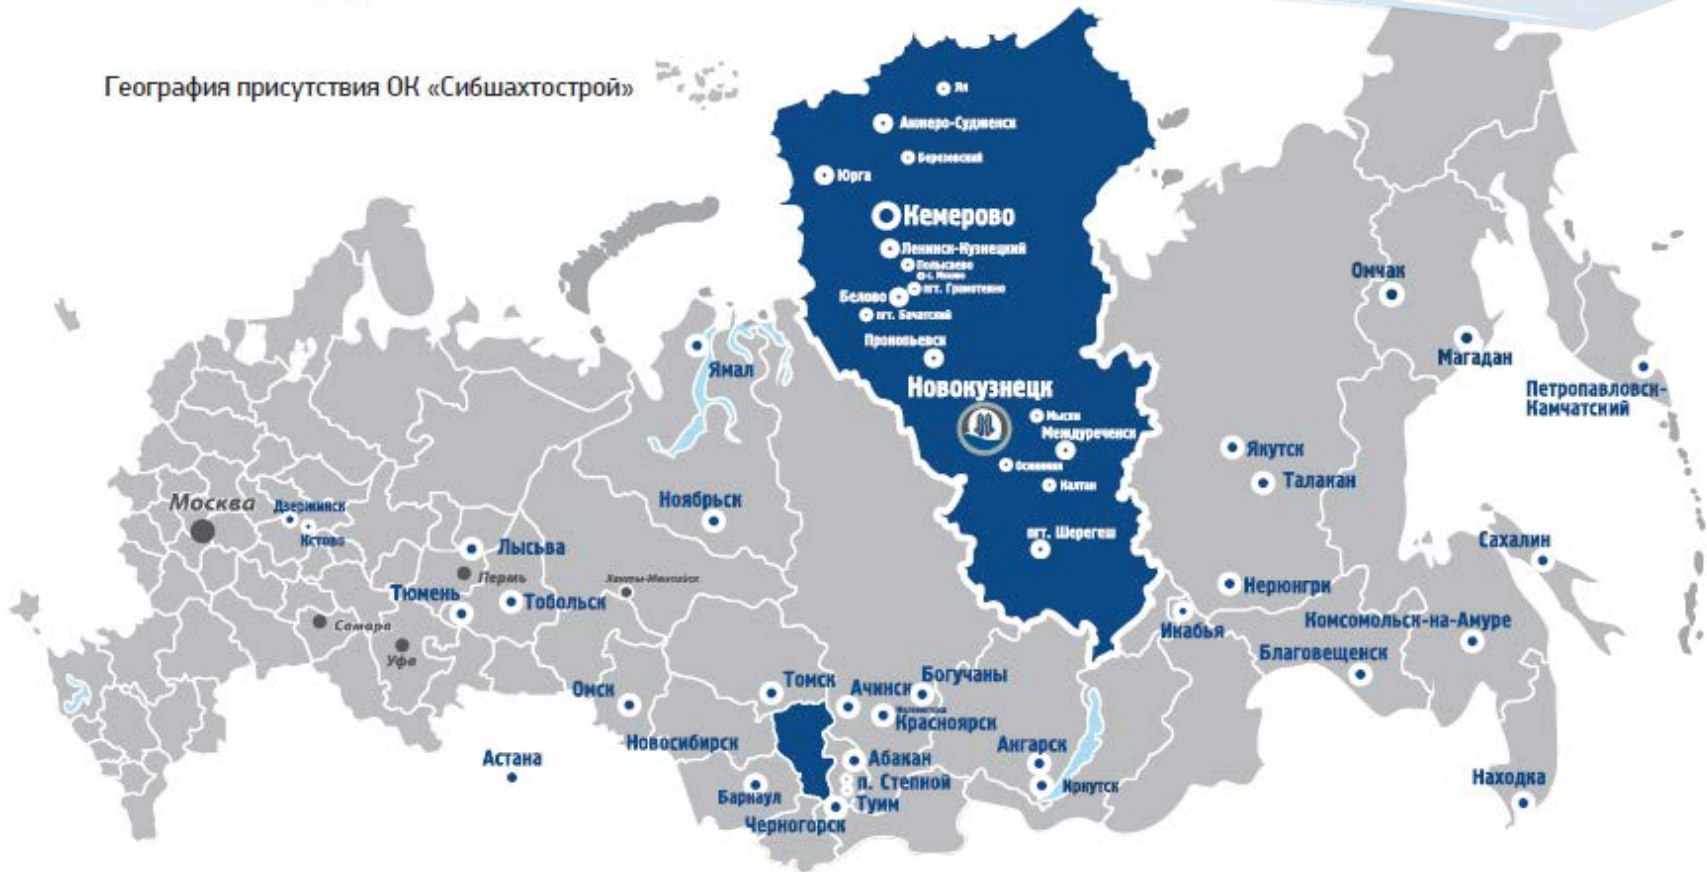 География присутствия ОК «Сибшахтострой»
Яя
Анжеро-Судженск
Березовский
Юрга
Кемерово
Ленинск-Кузнецкий
Полысаево
Белово
пгт. Грамотеино
пгт. Бачатский
Прокопьевск
Новокузнецк
Мыски
Междуреченск
Осинники
Калтан
пгт. Шерегеш
Омчак
Магадан
Петропавловск-
Камчатский
Ямал
Якутск
Талакан
Москва
Дзержинск
Кстово
Ноябрьск
Лысьва
Пермь
Ханты-Мансийск
Тюмень
Тобольск
Самара
Уфа
Сахалин
Нерюнгри
Икабья
Комсомольск-на-Амуре
Благовещенск
Омск
Томск
Ачинск
Богучаны
Красноярск
Новосибирск
Астана
Ангарск
Абакан
п. Степной
Иркутск
Барнаул
Туим
Черногорск
Находка